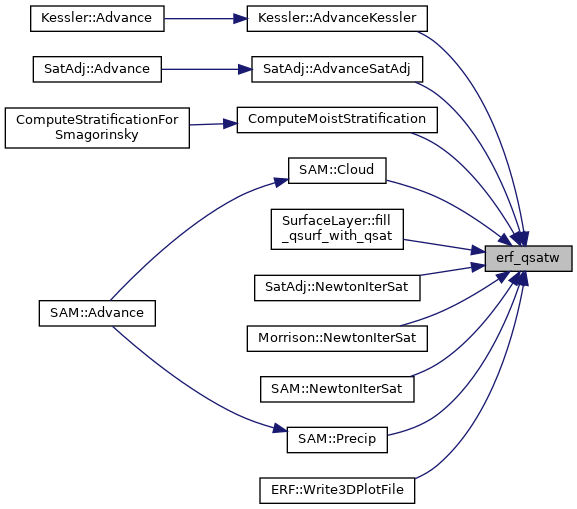 Kessler::Advance
Kessler::AdvanceKessler
SatAdj::Advance
SatAdj::AdvanceSatAdj
ComputeStratificationFor
Smagorinsky
ComputeMoistStratification
SAM::Cloud
SurfaceLayer::fill
_qsurf_with_qsat
erf_qsatw
SatAdj::NewtonIterSat
SAM::Advance
Morrison::NewtonIterSat
SAM::NewtonIterSat
SAM::Precip
ERF::Write3DPlotFile